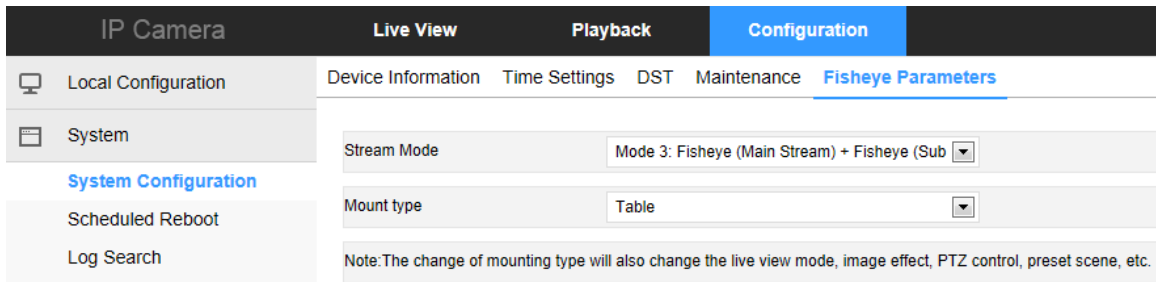 IP Camera Live View Playback Configuration
Local Configuration
Device Information Time Settings DST Maintenance Fisheye Parameters
System
Stream Mode Mode 3: Fisheye (Main Stream) + Fisheye (Sub
System Configuration
Mount type Table
Scheduled Reboot
Log Search
Note:The change of mounting type will also change the live view mode, image effect, PTZ control, preset scene, etc.